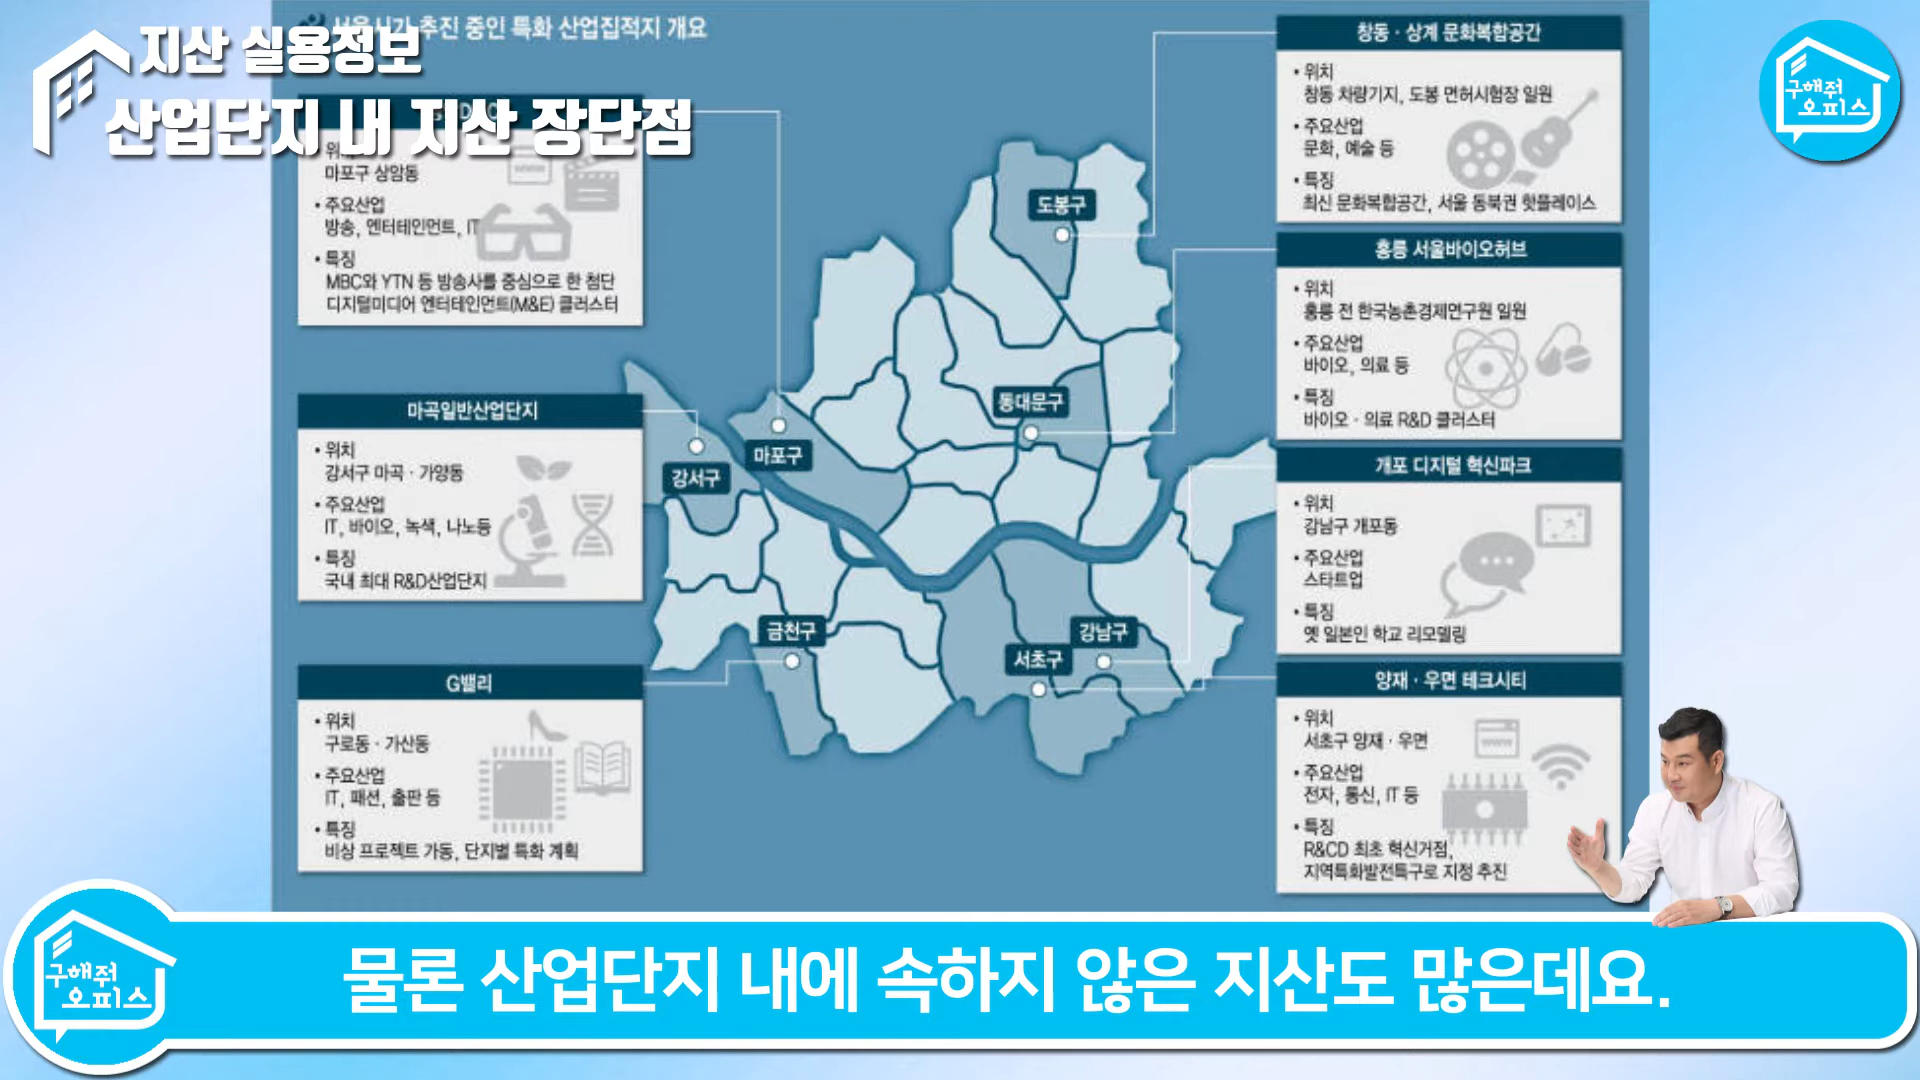 서울시가 추진 중인 특화 산업집적지 개요
지산 실용정보
산업단지 내 지산 장단점
마포구 상암동
• 주요산업
방송, 엔터테인먼트, IT
• 특징
MBC와 YTN 등 방송사를 중심으로 한 첨단
디지털미디어 엔터테인먼트(M&E) 클러스터
마곡일반산업단지
• 위치
강서구 마곡 · 가양동
• 주요산업
IT, 바이오, 녹색, 나노등
• 특징
국내 최대 R&D산업단지
G밸리
• 위치
구로동 · 가산동
• 주요산업
IT, 패션, 출판 등
• 특징
비상 프로젝트 가동, 단지별 특화 계획
도봉구
동대문구
마포구
강서구
금천구
강남구
서초구
창동 · 상계 문화복합공간
• 위치
창동 차량기지, 도봉 면허시험장 일원
• 주요산업
문화, 예술 등
• 특징
최신 문화복합공간, 서울 동북권 핫플레이스
홍릉 서울바이오허브
• 위치
홍릉 전 한국농촌경제연구원 일원
• 주요산업
바이오, 의료 등
• 특징
바이오 · 의료 R&D 클러스터
개포 디지털 혁신파크
• 위치
강남구 개포동
• 주요산업
스타트업
• 특징
옛 일본인 학교 리모델링
양재 · 우면 테크시티
• 위치
서초구 양재 · 우면
• 주요산업
전자, 통신, IT 등
• 특징
R&CD 최초 혁신거점,
지역특화발전특구로 지정 추진
www
www
구해줘
오피스
구해줘
오피스
물론 산업단지 내에 속하지 않은 지산도 많은데요.